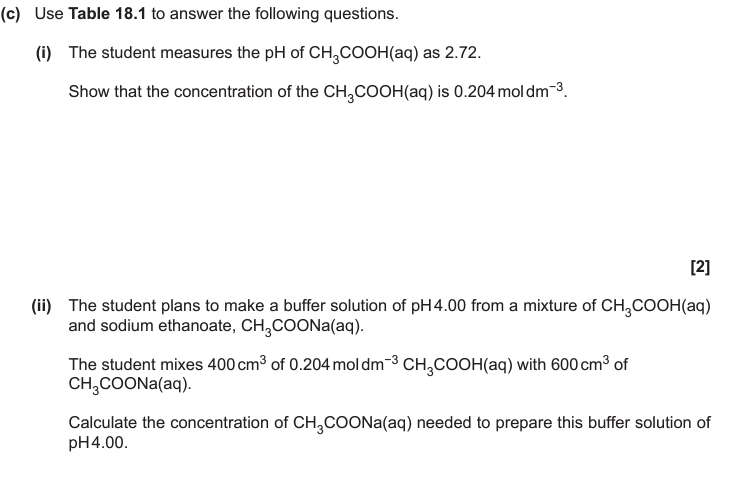 (c) Use Table 18.1 to answer the following questions.
(i) The student measures the pH of CH₃COOH(aq) as 2.72.
Show that the concentration of the CH₃COOH(aq) is 0.204 mol dm⁻³.
[2]
(ii) The student plans to make a buffer solution of pH 4.00 from a mixture of CH₃COOH(aq)
and sodium ethanoate, CH₃COONa(aq).
The student mixes 400 cm³ of 0.204 mol dm⁻³ CH₃COOH(aq) with 600 cm³ of
CH₃COONa(aq).
Calculate the concentration of CH₃COONa(aq) needed to prepare this buffer solution of
pH 4.00.